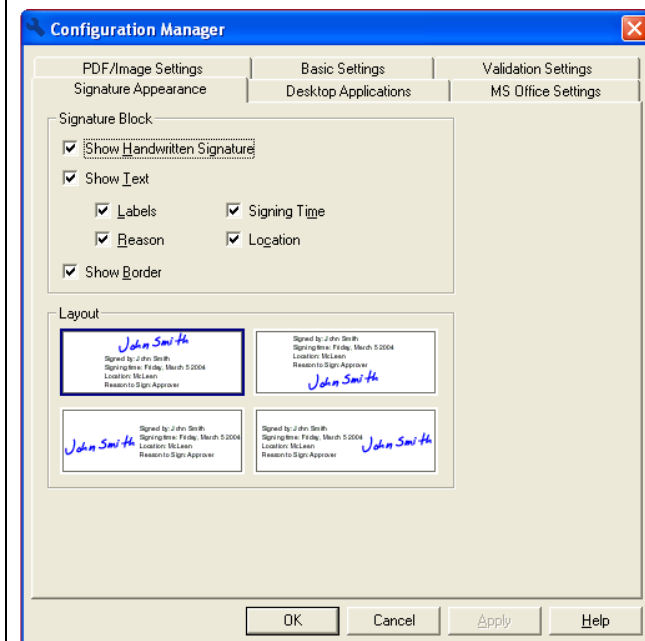 Configuration Manager
PDF/Image Settings Basic Settings Validation Settings
Signature Appearance Desktop Applications MS Office Settings
Signature Block
Show Handwritten Signature
Show Text
Labels Signing Time
Reason Location
Show Border
Layout
John Smith
Signed by: John Smith
Signing time: Friday, March 5 2004
Location: McLean
Reason to Sign: Approver
Signed by: John Smith
Signing time: Friday, March 5 2004
Location: McLean
Reason to Sign: Approver
John Smith
John Smith
Signed by: John Smith
Signing time: Friday, March 5 2004
Location: McLean
Reason to Sign: Approver
Signed by: John Smith
Signing time: Friday, March 5 2004
Location: McLean
Reason to Sign: Approver
John Smith
OK Cancel Apply Help